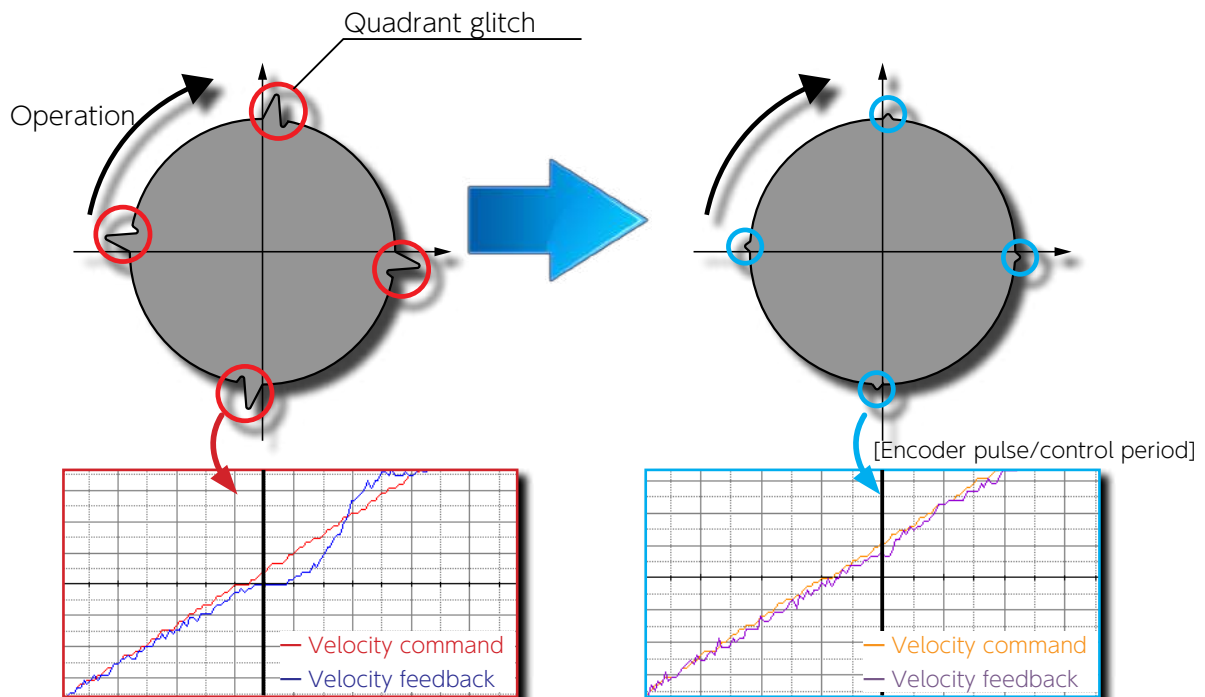 Quadrant glitch
Operation
[Encoder pulse/control period]
Velocity command
Velocity feedback
Velocity command
Velocity feedback